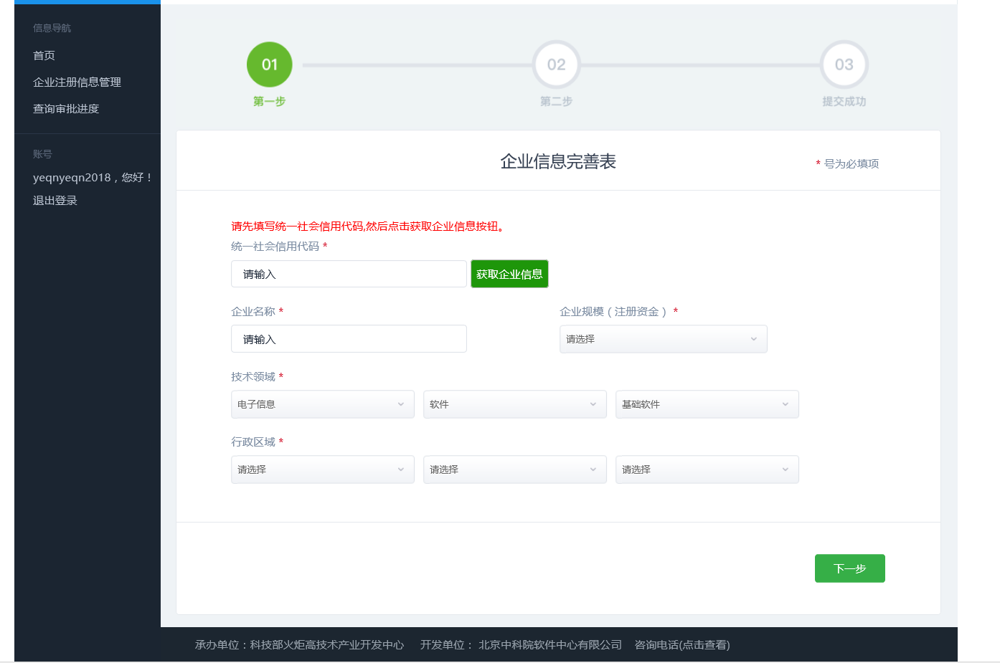 信息导航
首页
企业注册信息管理
查询审批进度
账号
yeqnyeqn2018，您好！
退出登录
01
02
03
第一步
第二步
提交成功
企业信息完善表
* 号为必填项
请先填写统一社会信用代码,然后点击获取企业信息按钮。
统一社会信用代码 *
请输入
获取企业信息
企业名称 *
企业规模（注册资金） *
请输入
请选择
技术领域 *
电子信息
软件
基础软件
行政区域 *
请选择
请选择
请选择
下一步
承办单位：科技部火炬高技术产业开发中心 开发单位： 北京中科院软件中心有限公司 咨询电话(点击查看)